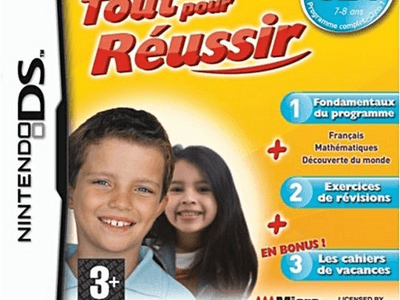 Tout pour
Réussir
7-8 ans
NINTENDO DS
1 Fondamentaux
du programme
+
Français
Mathématiques
Découverte du monde
2 Exercices
de révisions
+
EN BONUS !
3 Les cahiers
de vacances
3+
LICENSED BY